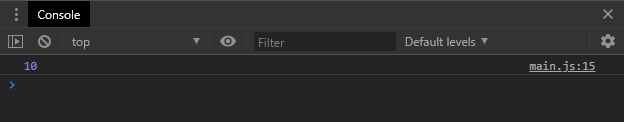 Console
top Filter Default levels
10 main.js:15